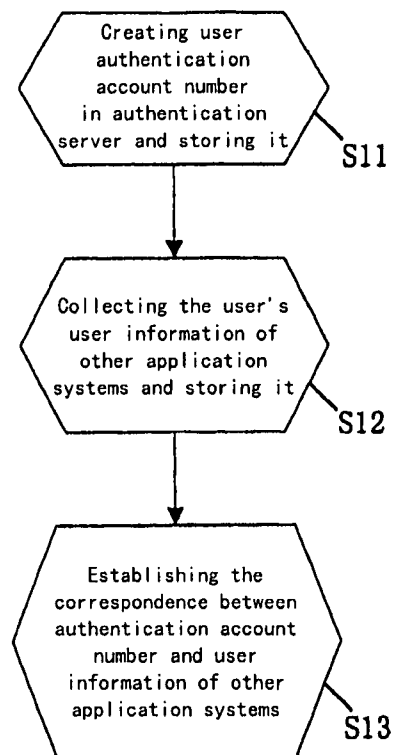 Creating user
authentication
account number
in authentication
server and storing it
S11
Collecting the user's
user information of
other application
systems and storing it
S12
Establishing the
correspondence between
authentication account
number and user
information of other
application systems
S13